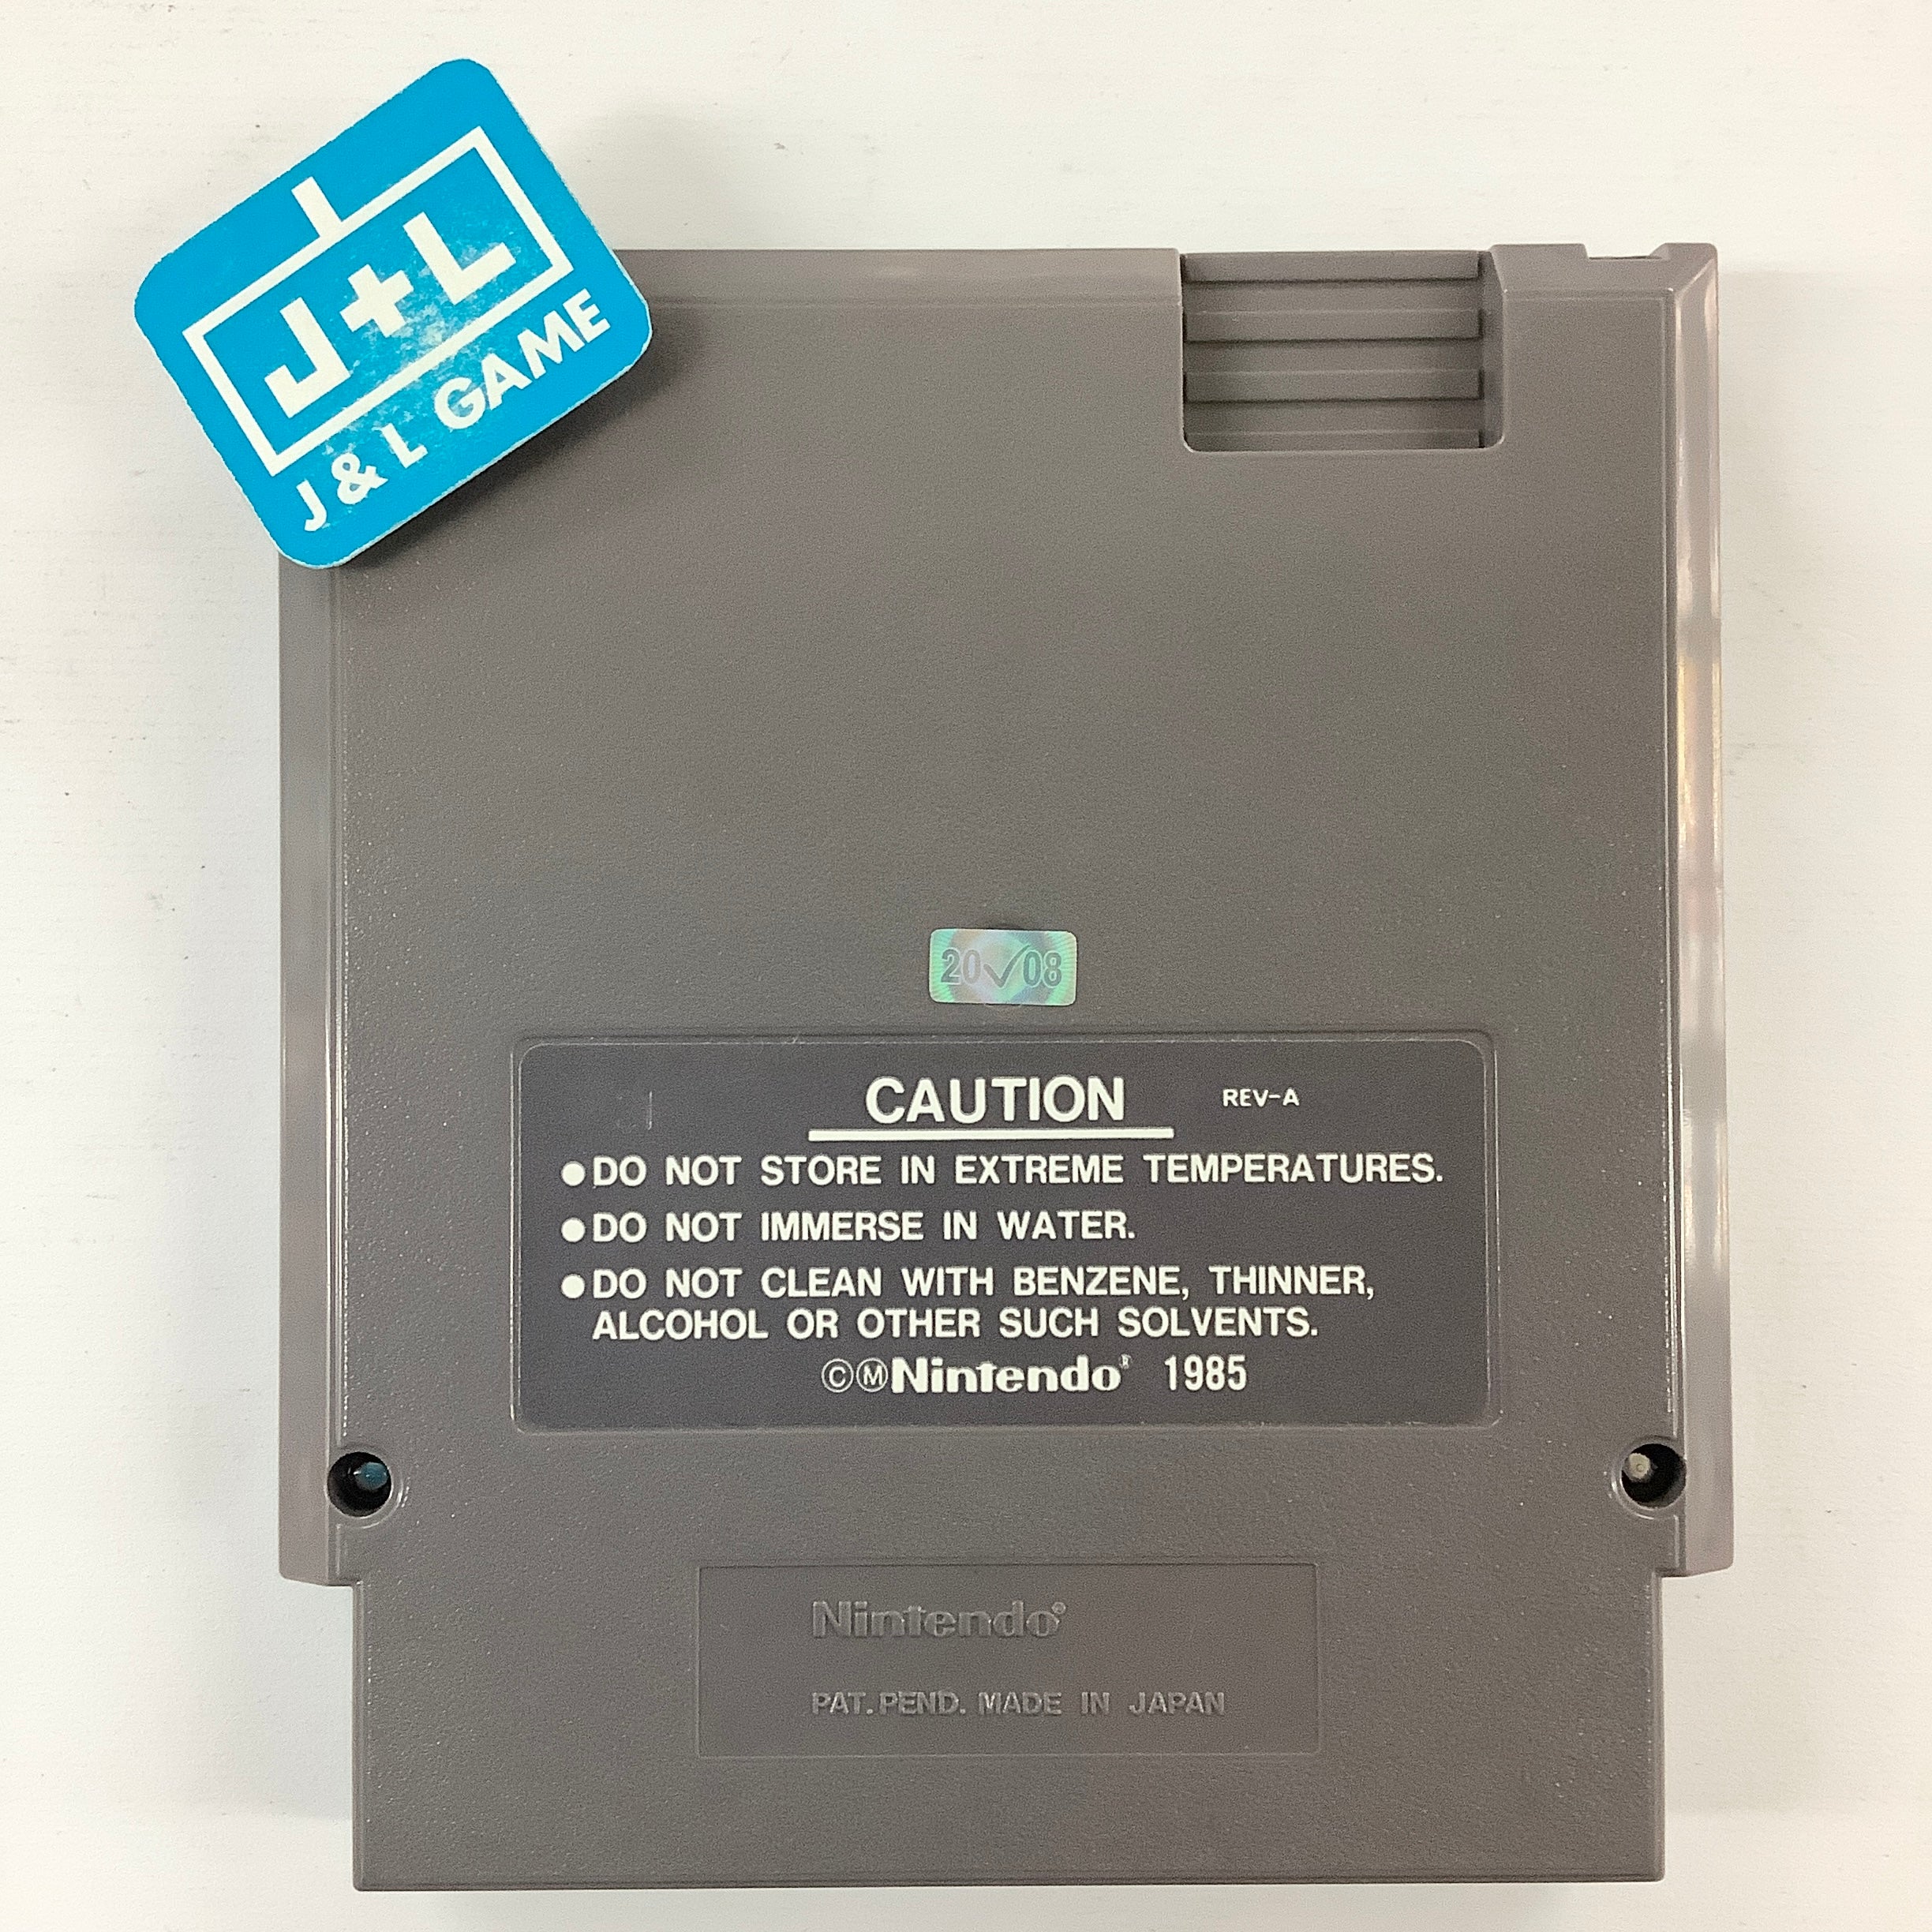 J+L
J & L GAME
20✓08
CAUTION REV-A
●DO NOT STORE IN EXTREME TEMPERATURES.
●DO NOT IMMERSE IN WATER.
●DO NOT CLEAN WITH BENZENE, THINNER,
ALCOHOL OR OTHER SUCH SOLVENTS.
©ⓂNintendo® 1985
Nintendo®
PAT. PEND. MADE IN JAPAN